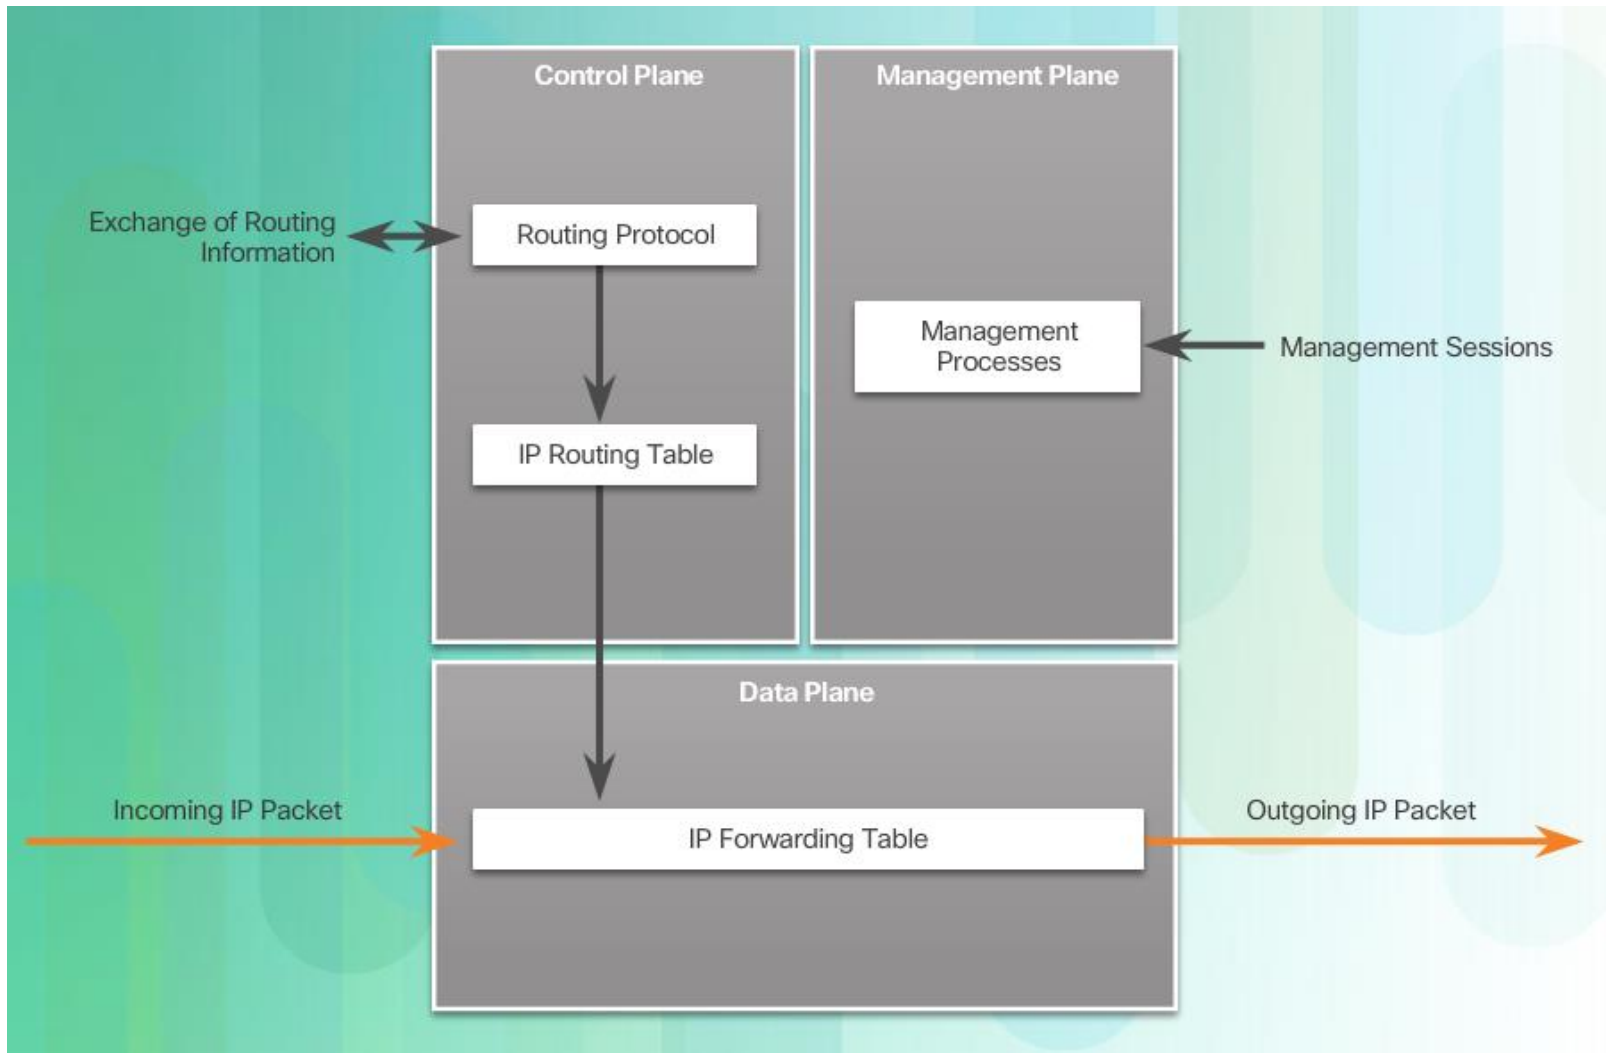 Control Plane
Management Plane
Exchange of Routing
Information
Routing Protocol
Management
Processes
Management Sessions
IP Routing Table
Data Plane
Incoming IP Packet
IP Forwarding Table
Outgoing IP Packet